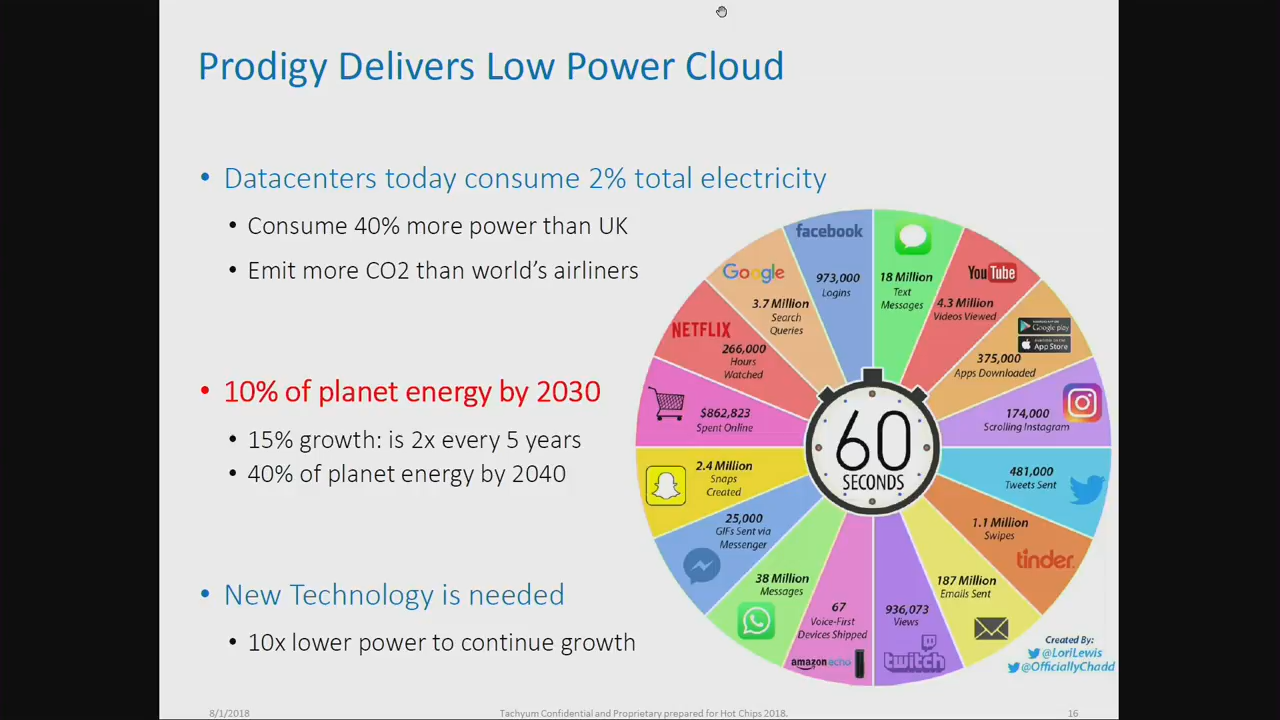 Prodigy Delivers Low Power Cloud
• Datacenters today consume 2% total electricity
• Consume 40% more power than UK
• Emit more CO2 than world's airliners
• 10% of planet energy by 2030
• 15% growth: is 2x every 5 years
• 40% of planet energy by 2040
• New Technology is needed
• 10x lower power to continue growth
facebook
973,000
Logins
18 Million
Text
Messages
YouTube
4.3 Million
Videos Viewed
Google play
App Store
375,000
Apps Downloaded
174,000
Scrolling Instagram
481,000
Tweets Sent
1.1 Million
Swipes
tinder
187 Million
Emails Sent
936,073
Views
twitch
67
Voice-First
Devices Shipped
amazon echo
38 Million
Messages
25,000
GIFs Sent via
Messenger
2.4 Million
Snaps
Created
$862,823
Spent Online
NETFLIX
266,000
Hours
Watched
Google
3.7 Million
Search
Queries
60
SECONDS
Created By:
@LoriLewis
@OfficiallyChadd
8/1/2018
Tachyum Confidential and Proprietary prepared for Hot Chips 2018.
16